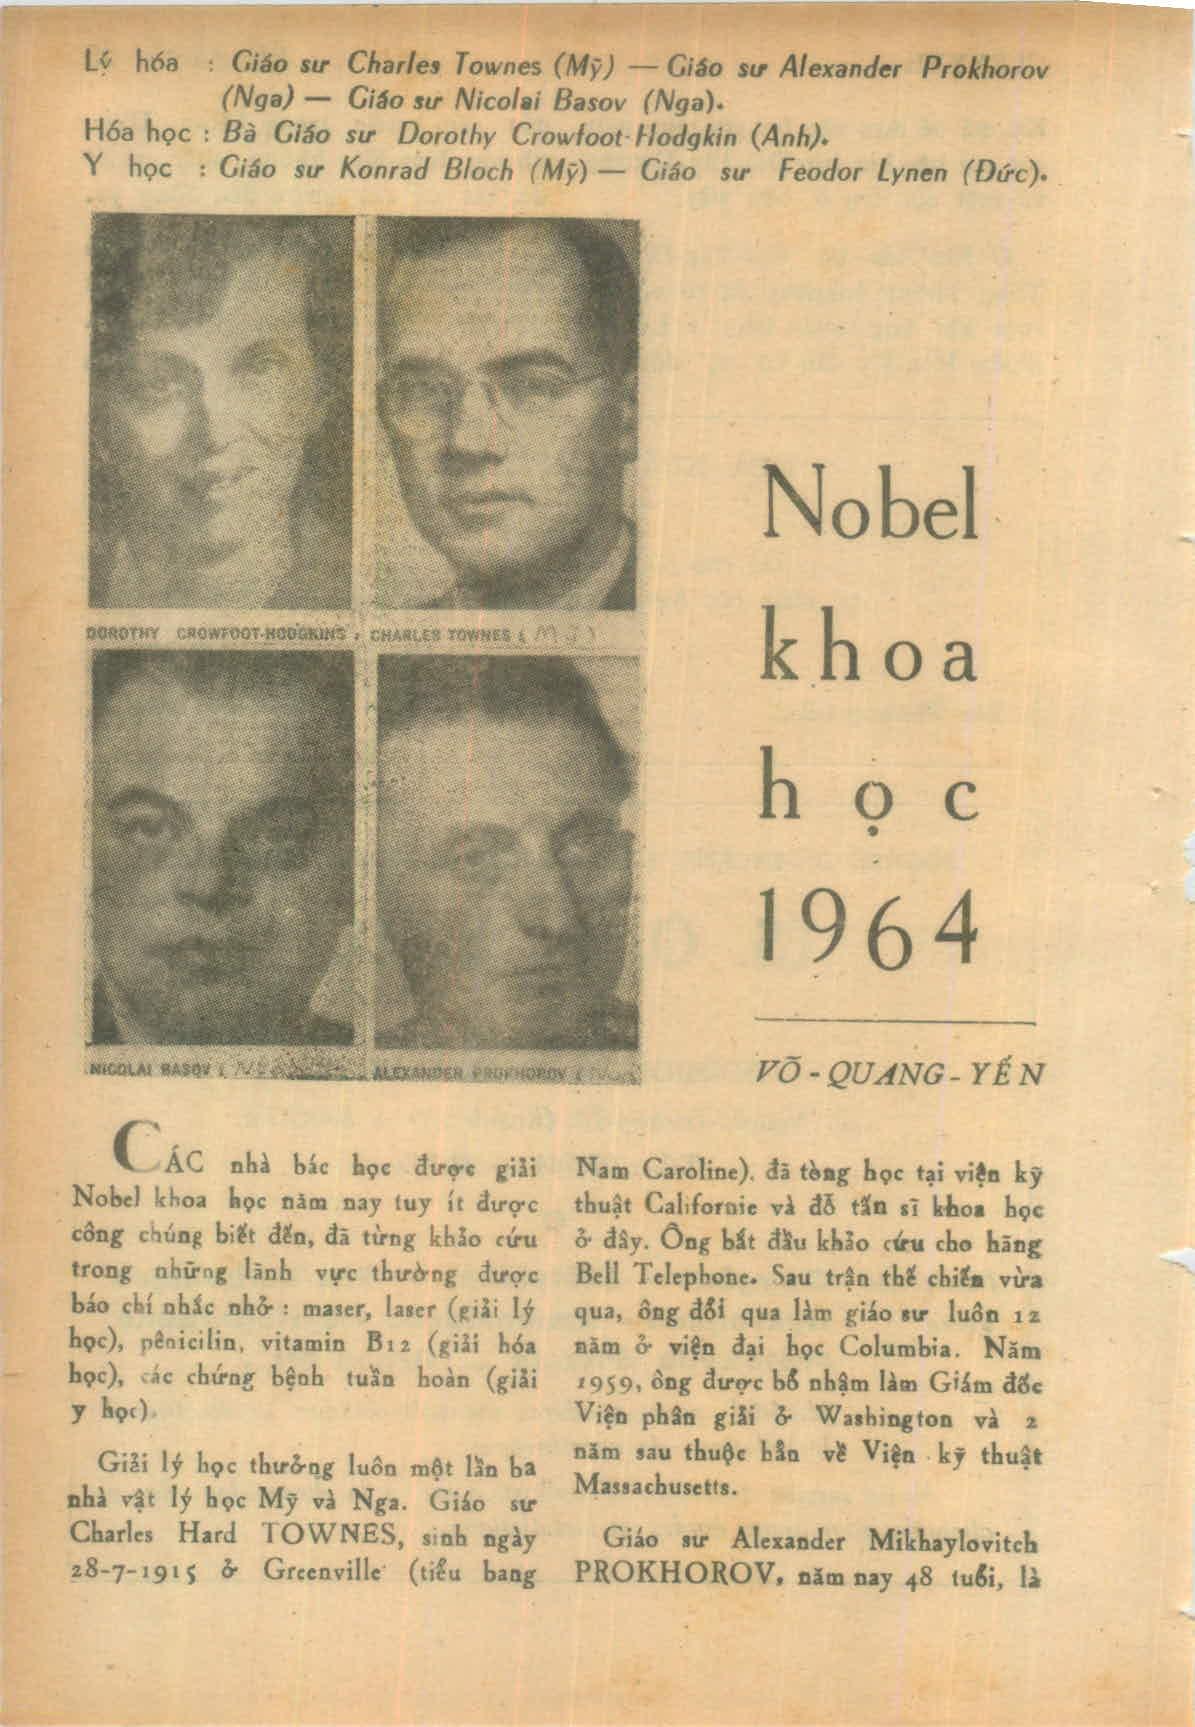 Lý hóa : Giáo sư Charles Townes (Mỹ) — Giáo sư Alexander Prokhorov
(Nga) — Giáo sư Nicolai Basov (Nga).
Hóa học : Bà Giáo sư Dorothy Crowfoot-Hodgkin (Anh).
Y học : Giáo sư Konrad Bloch (Mỹ) — Giáo sư Feodor Lynen (Đức).
DOROTHY CROWFOOT-HODGKINS
CHARLES TOWNES
NICOLAI BASOV
ALEXANDER PROKHOROV
Nobel
khoa
học
1964
VÕ - QUANG - YẾN
CÁC nhà bác học được giải
Nobel khoa học năm nay tuy ít được
công chúng biết đến, đã từng khảo cứu
trong những lãnh vực thường được
báo chí nhắc nhở : maser, laser (giải lý
học), pênicilin, vitamin B12 (giải hóa
học), các chứng bệnh tuần hoàn (giải
y học).
Giải lý học thưởng luôn một lần ba
nhà vật lý học Mỹ và Nga. Giáo sư
Charles Hard TOWNES, sinh ngày
28-7-1915 ở Greenville (tiểu bang
Nam Caroline), đã tòng học tại viện kỹ
thuật Californie và đỗ tấn sĩ khoa học
ở đây. Ông bắt đầu khảo cứu cho hãng
Bell Telephone. Sau trận thế chiến vừa
qua, ông đổi qua làm giáo sư luôn 12
năm ở viện đại học Columbia. Năm
1959, ông được bổ nhậm làm Giám đốc
Viện phân giải ở Washington và 2
năm sau thuộc hẳn về Viện kỹ thuật
Massachusetts.
Giáo sư Alexander Mikhaylovitch
PROKHOROV, năm nay 48 tuổi, là